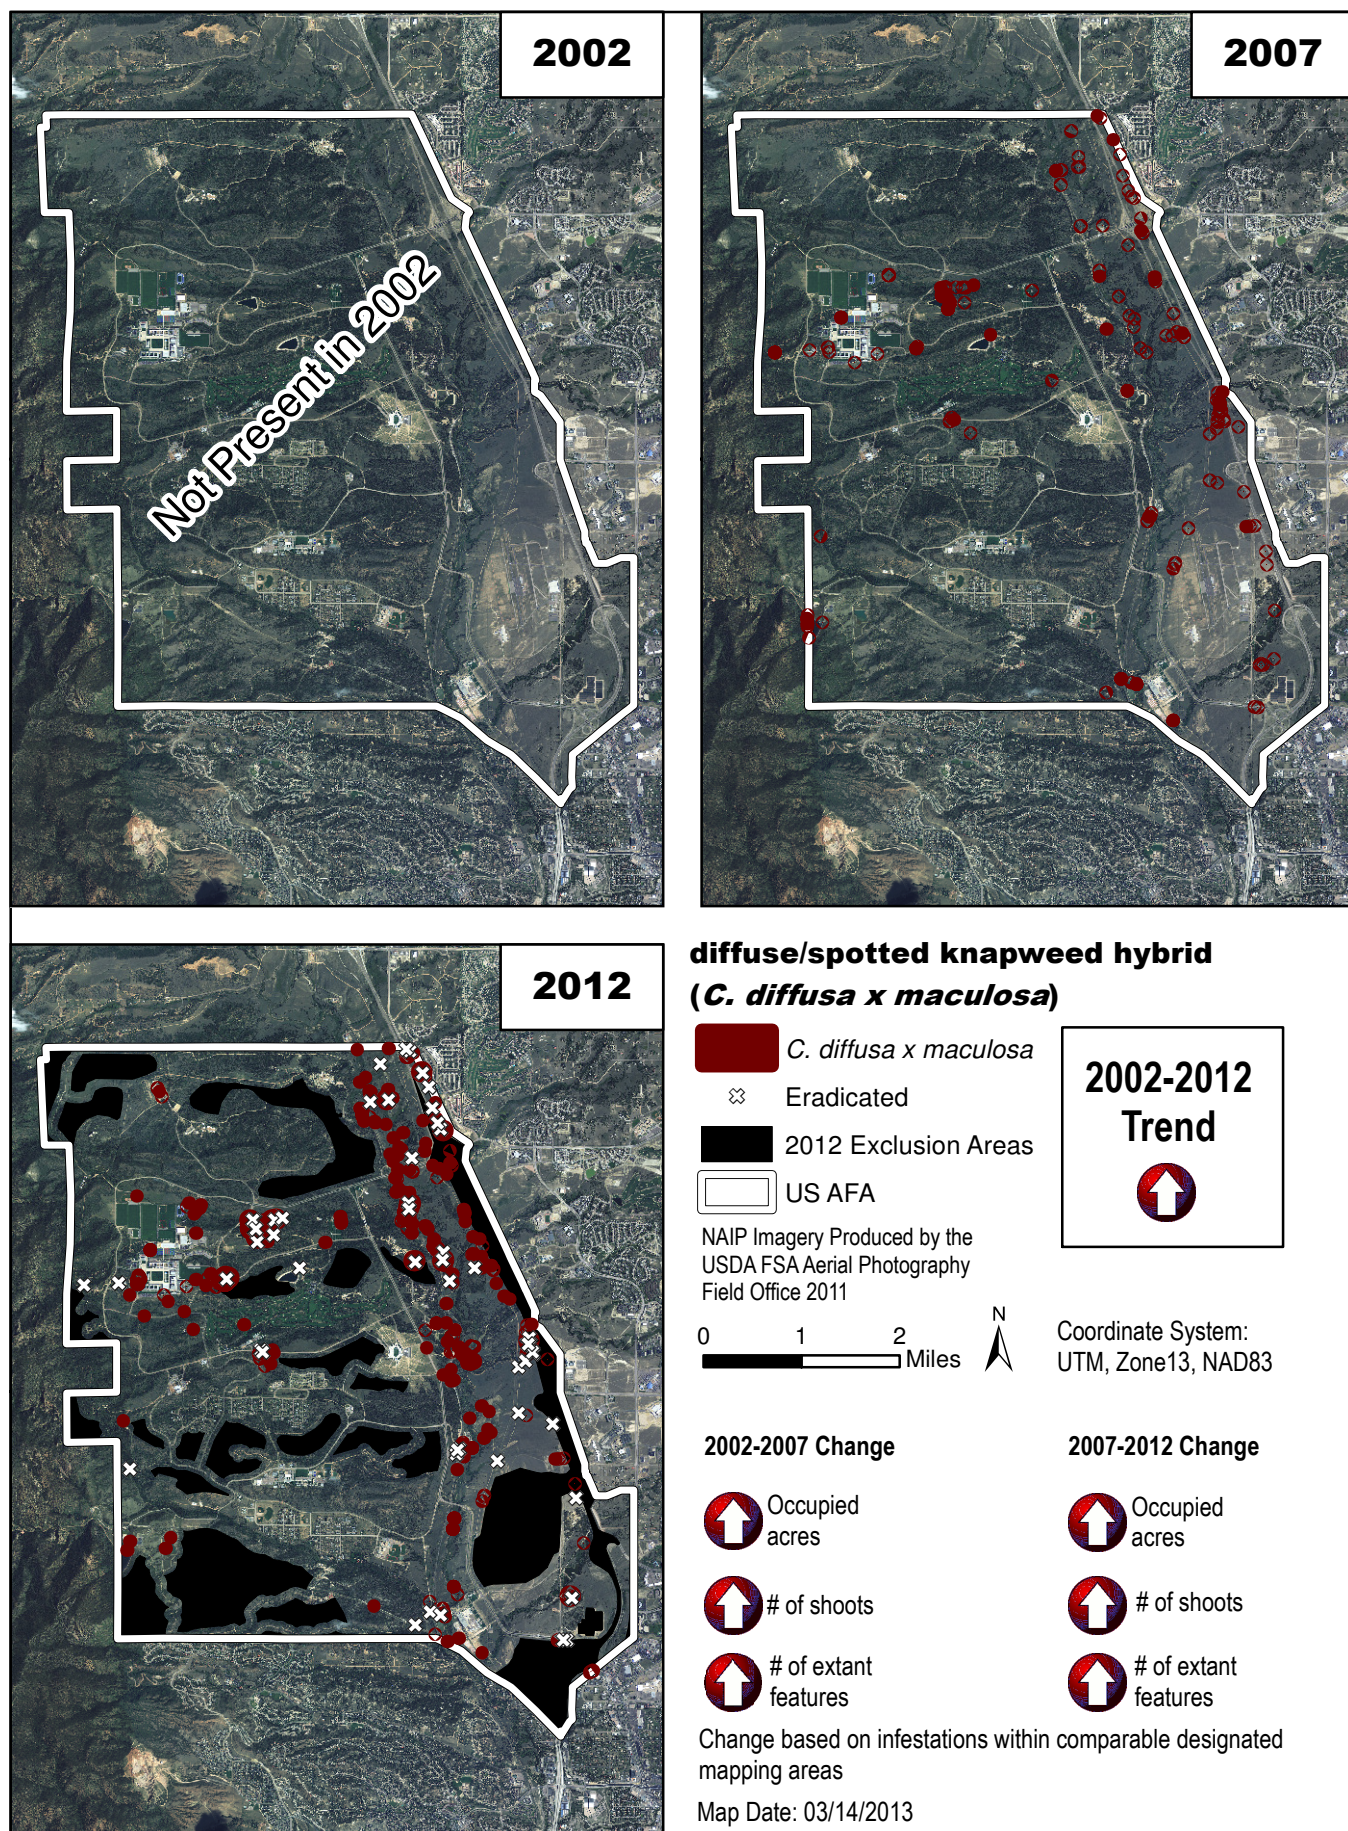 2002
2007
Not Present in 2002
2012
diffuse/spotted knapweed hybrid
(C. diffusa x maculosa)
C. diffusa x maculosa
Eradicated
2012 Exclusion Areas
US AFA
NAIP Imagery Produced by the
USDA FSA Aerial Photography
Field Office 2011
2002-2012
Trend
0 1 2
Miles
N
Coordinate System:
UTM, Zone13, NAD83
2002-2007 Change
Occupied
acres
# of shoots
# of extant
features
2007-2012 Change
Occupied
acres
# of shoots
# of extant
features
Change based on infestations within comparable designated
mapping areas
Map Date: 03/14/2013